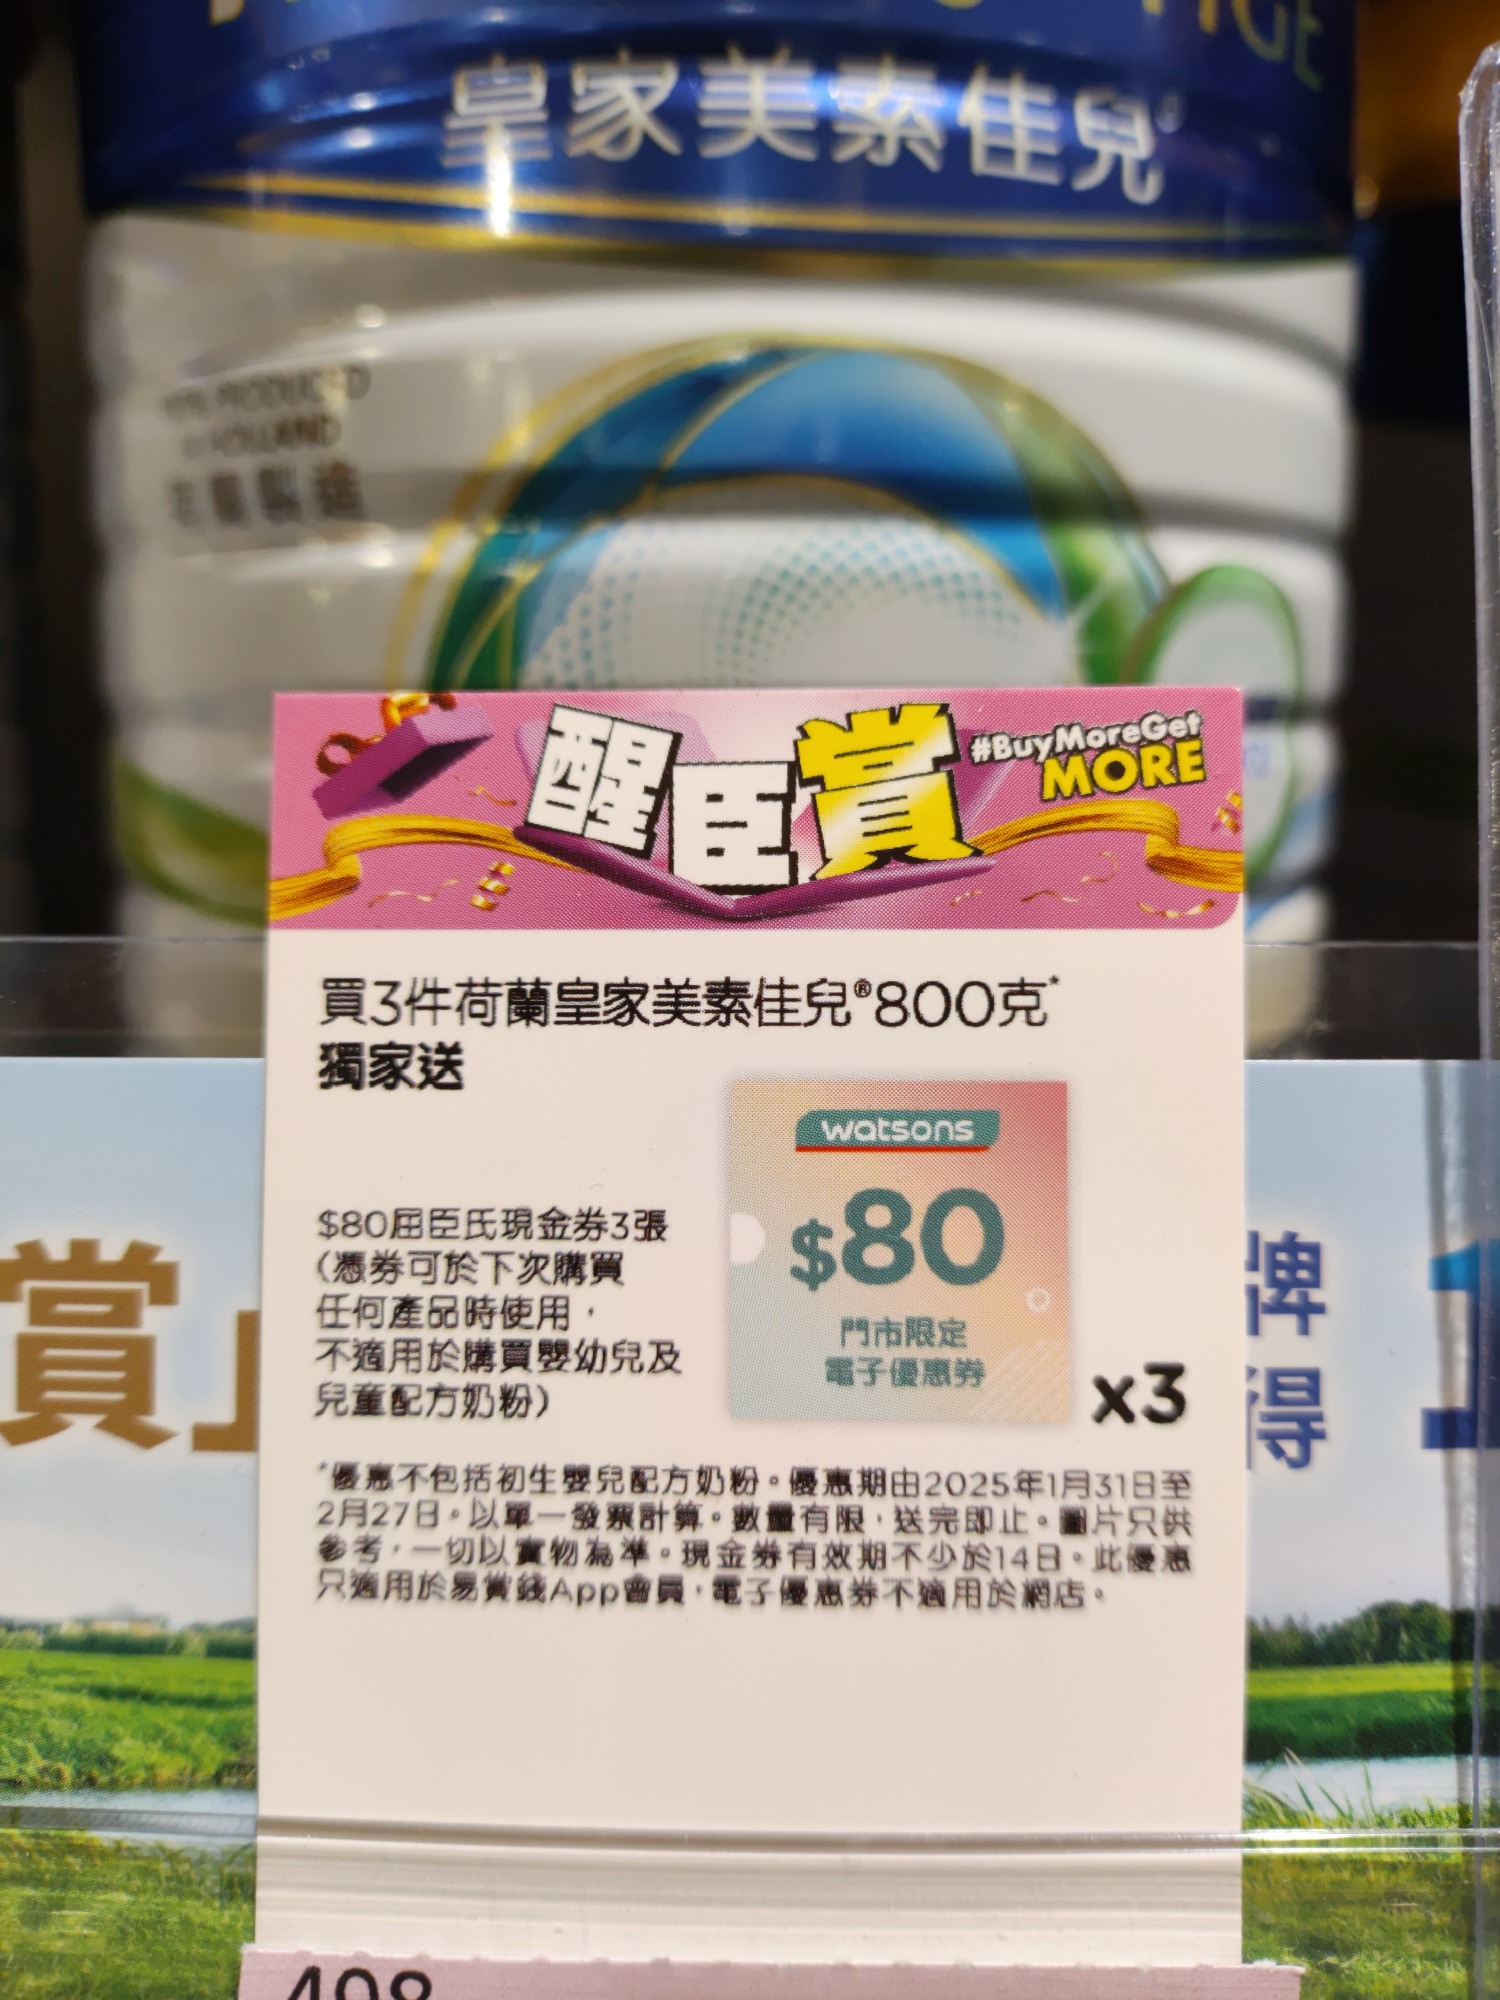 皇家美素佳兒
PRODUCED
HOLLAND
製造
醒臣賞
#BuyMoreGet
MORE
買3件荷蘭皇家美素佳兒®800克*
獨家送
$80屈臣氏現金券3張
(憑券可於下次購買
任何產品時使用，
不適用於購買嬰幼兒及
兒童配方奶粉)
watsons
$80
門市限定
電子優惠券
x3
*優惠不包括初生嬰兒配方奶粉。優惠期由2025年1月31日至
2月27日。以單一發票計算。數量有限，送完即止。圖片只供
參考，一切以實物為準。現金券有效期不少於14日。此優惠
只適用於易賞錢App會員，電子優惠券不適用於網店。
賞」
牌
得
498